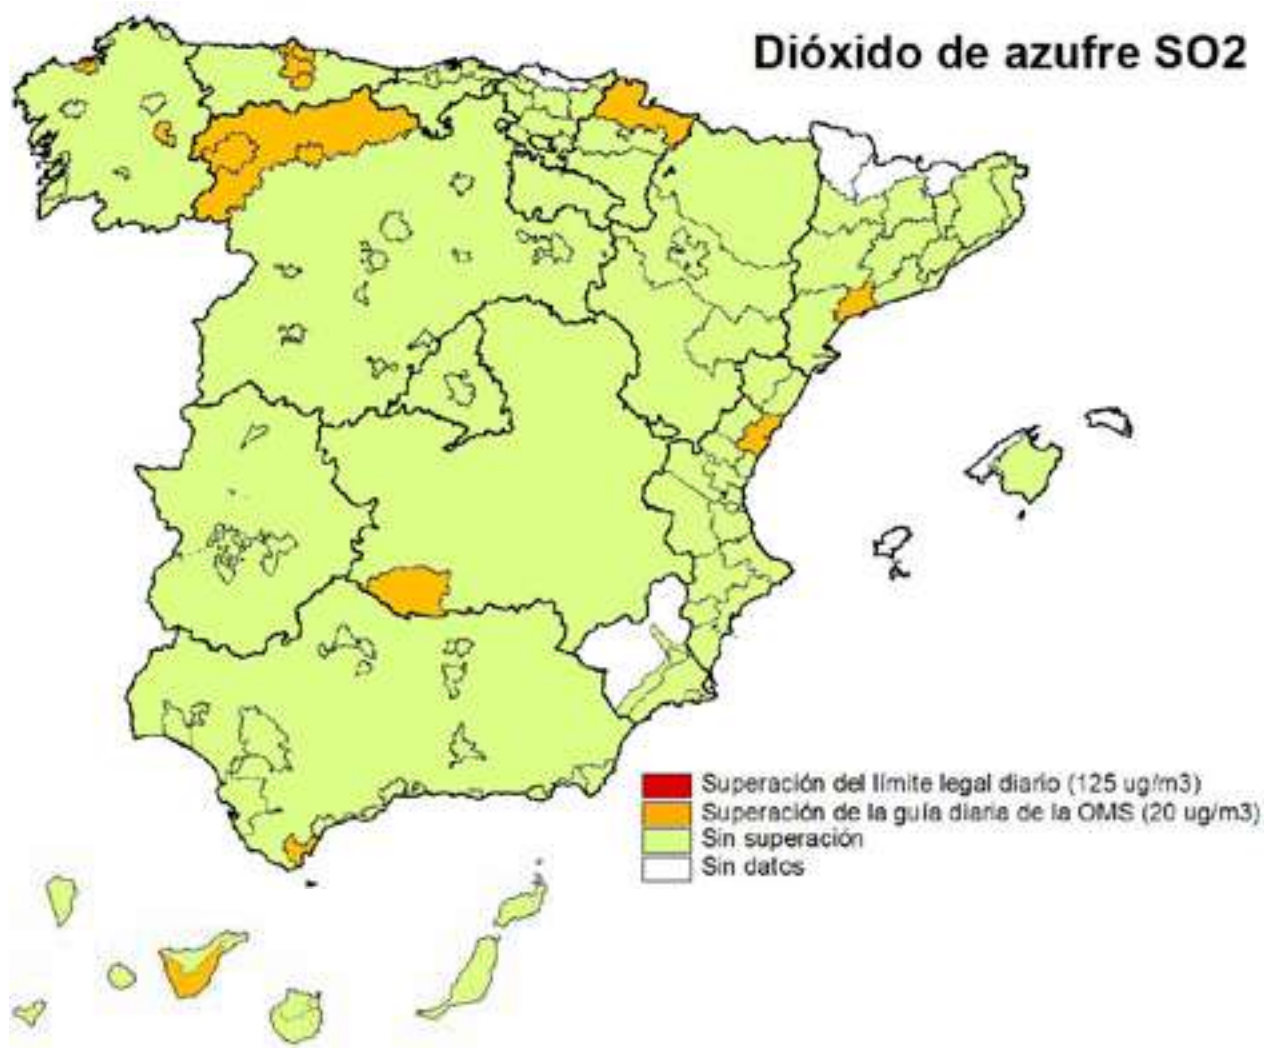 Dióxido de azufre SO2
Superación del límite legal diario (125 ug/m3)
Superación de la guía diaria de la OMS (20 ug/m3)
Sin superación
Sin datos